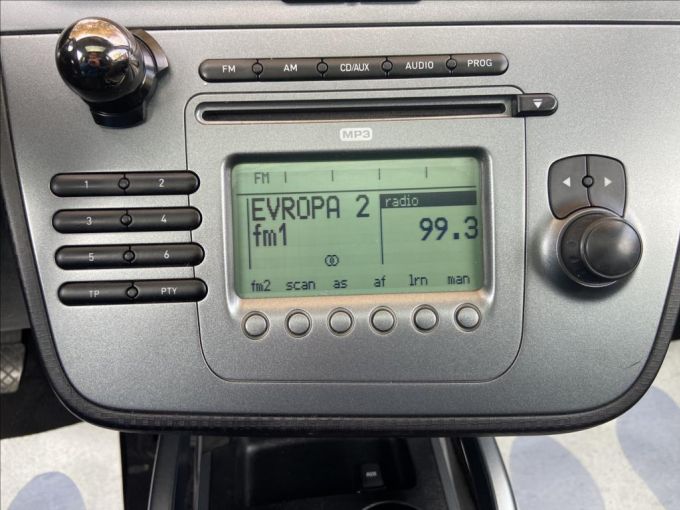 FM AM CD/AUX AUDIO PROG
MP3
1 2
3 4
5 6
TP PTY
FM
EVROPA 2
fm1
radio
99.3
fm2 scan as af lrn man
AUX